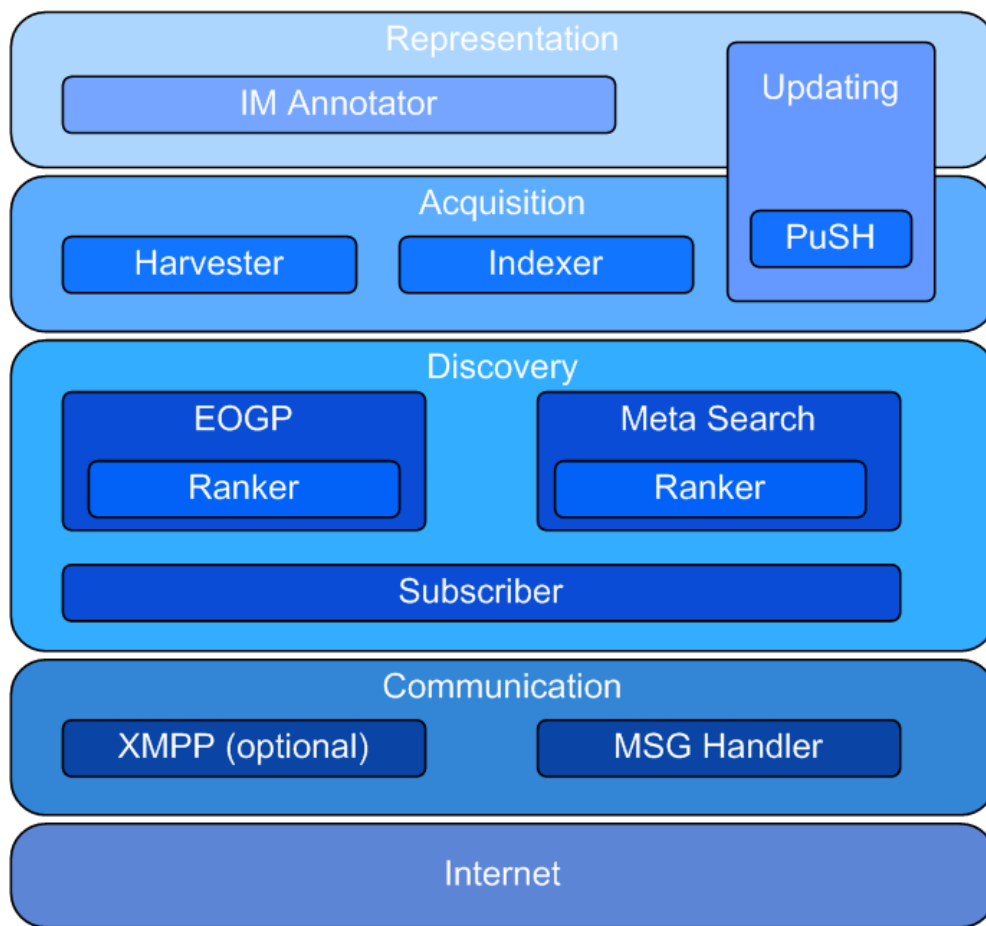 Representation
IM Annotator
Updating
Acquisition
Harvester
Indexer
PuSH
Discovery
EOGP
Ranker
Meta Search
Ranker
Subscriber
Communication
XMPP (optional)
MSG Handler
Internet